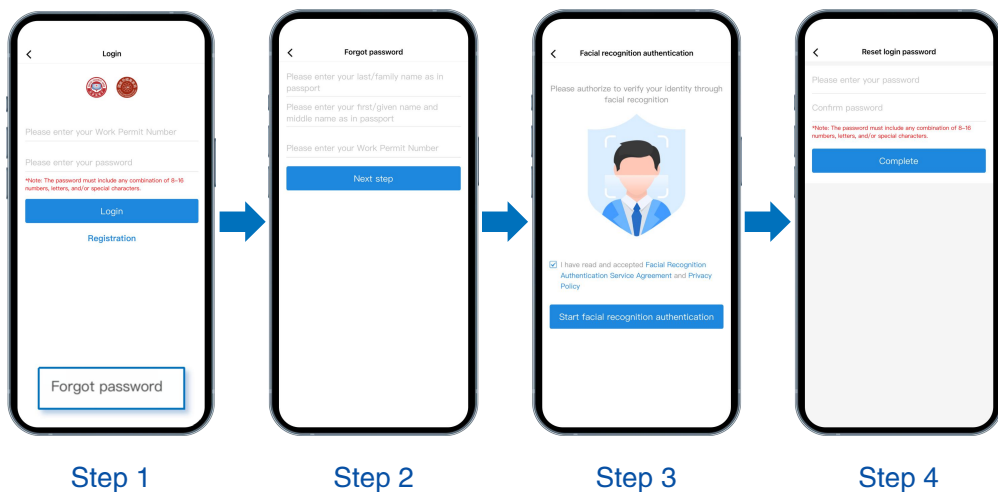 Login
Please enter your Work Permit Number
Please enter your password
*Note: The password must include any combination of 8-16
numbers, letters, and/or special characters.
Login
Registration
Forgot password
Step 1
Forgot password
Please enter your last/family name as in
passport
Please enter your first/given name and
middle name as in passport
Please enter your Work Permit Number
Next step
Step 2
Facial recognition authentication
Please authorize to verify your identity through
facial recognition
I have read and accepted Facial Recognition
Authentication Service Agreement and Privacy
Policy
Start facial recognition authentication
Step 3
Reset login password
Please enter your password
Confirm password
*Note: The password must include any combination of 8-16
numbers, letters, and/or special characters.
Complete
Step 4